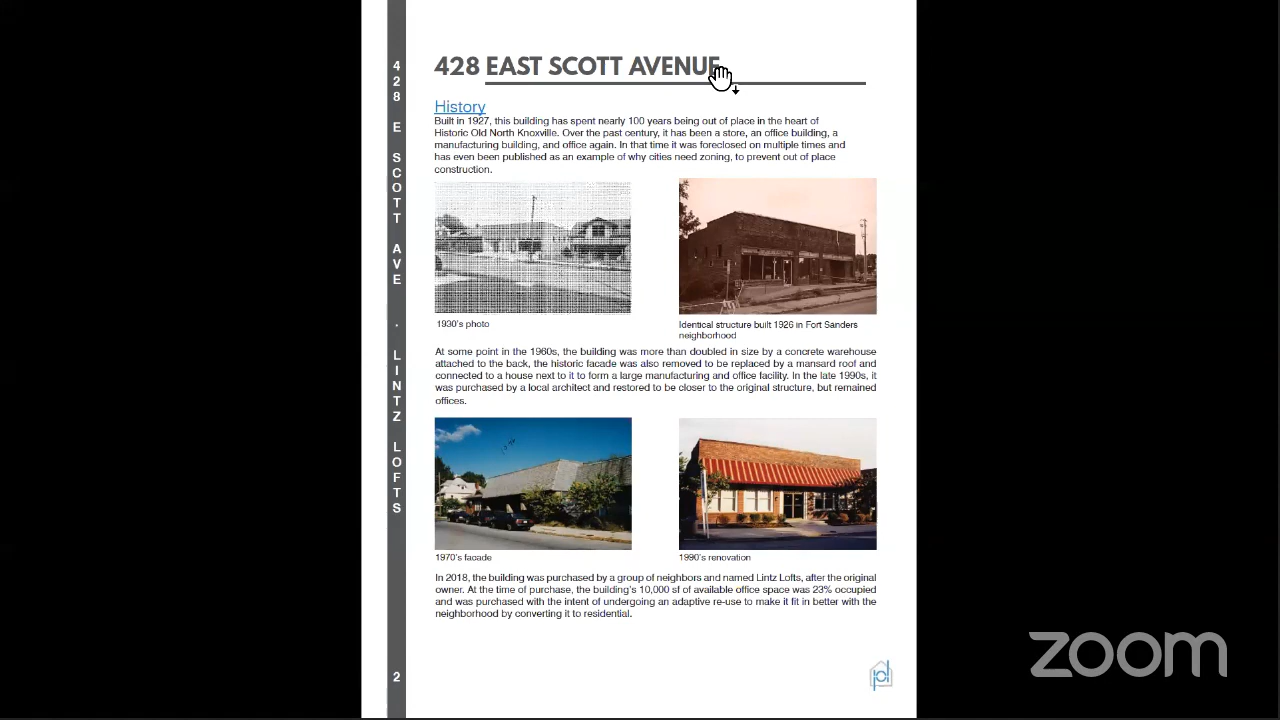 428 EAST SCOTT AVENUE
History
Built in 1927, this building has spent nearly 100 years being out of place in the heart of
Historic Old North Knoxville. Over the past century, it has been a store, an office building, a
manufacturing building, and office again. In that time it was foreclosed on multiple times and
has even been published as an example of why cities need zoning, to prevent out of place
construction.
1930's photo
Identical structure built 1926 in Fort Sanders
neighborhood
At some point in the 1960s, the building was more than doubled in size by a concrete warehouse
attached to the back, the historic facade was also removed to be replaced by a mansard roof and
connected to a house next to it to form a large manufacturing and office facility. In the late 1990s, it
was purchased by a local architect and restored to be closer to the original structure, but remained
offices.
1970's facade
1990's renovation
In 2018, the building was purchased by a group of neighbors and named Lintz Lofts, after the original
owner. At the time of purchase, the building's 10,000 sf of available office space was 23% occupied
and was purchased with the intent of undergoing an adaptive re-use to make it fit in better with the
neighborhood by converting it to residential.
428 E SCOTT AVE . LINTZ LOFTS
2
zoom